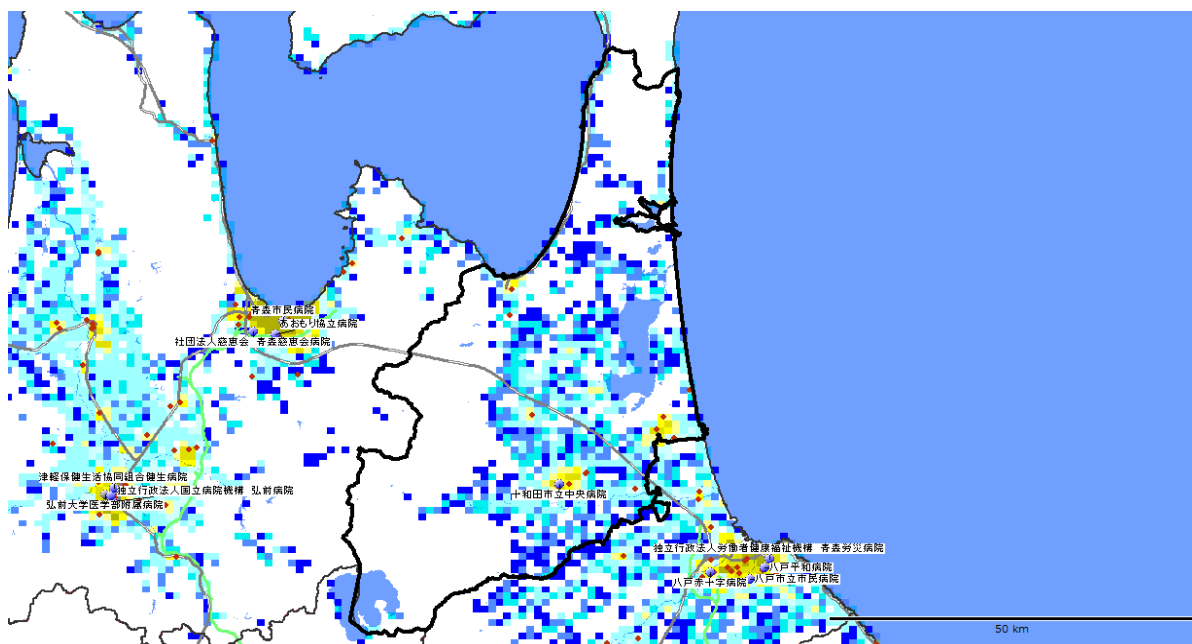 青森市民病院
あおもり協立病院
社団法人慈恵会 青森慈恵会病院
津軽保健生活協同組合健生病院
独立行政法人国立病院機構 弘前病院
弘前大学医学部附属病院
十和田市立中央病院
独立行政法人労働者健康福祉機構 青森労災病院
八戸平和病院
八戸赤十字病院
八戸市立市民病院
50 km